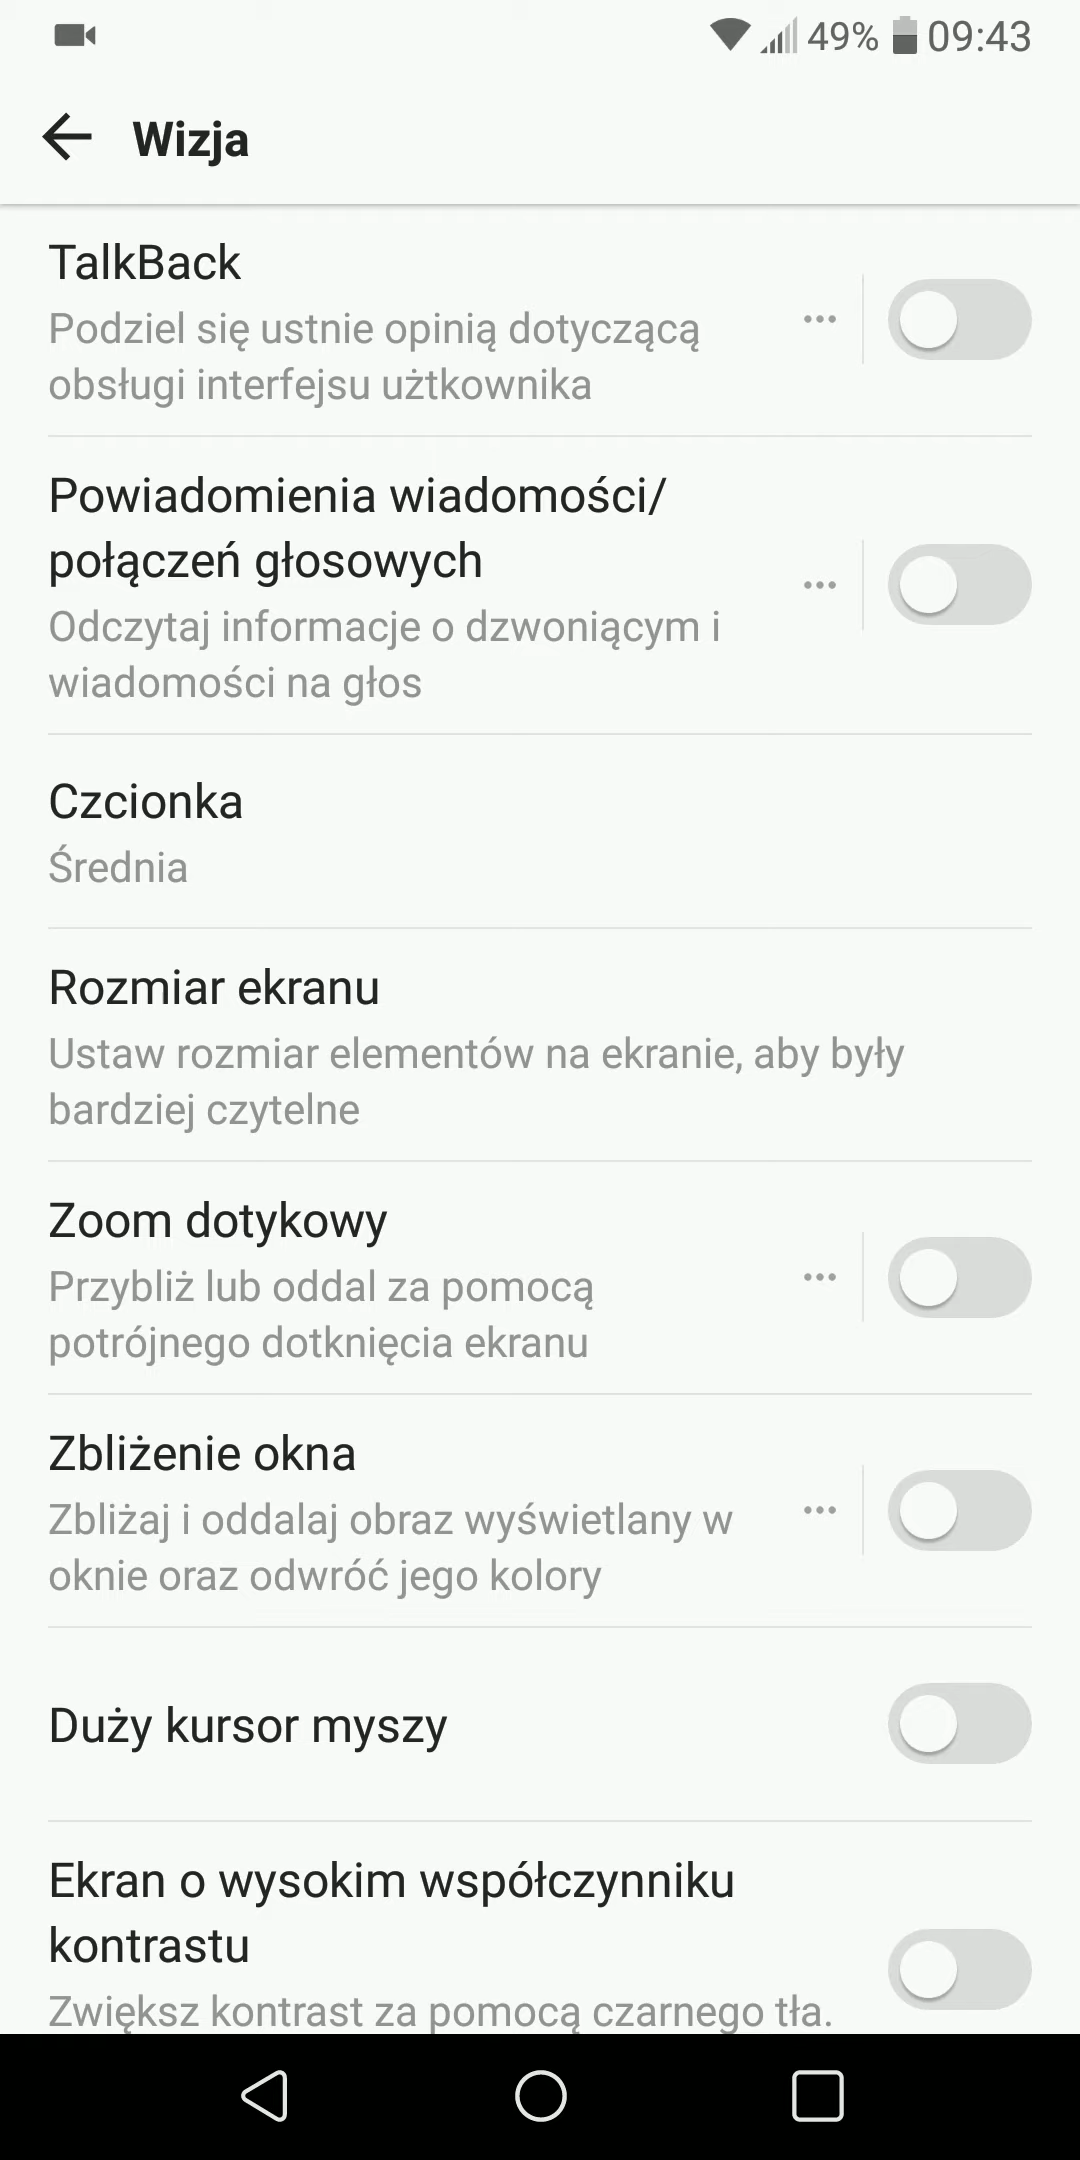 49% 09:43
Wizja
TalkBack
Podziel się ustnie opinią dotyczącą
obsługi interfejsu użtkownika
Powiadomienia wiadomości/
połączeń głosowych
Odczytaj informacje o dzwoniącym i
wiadomości na głos
Czcionka
Średnia
Rozmiar ekranu
Ustaw rozmiar elementów na ekranie, aby były
bardziej czytelne
Zoom dotykowy
Przybliż lub oddal za pomocą
potrójnego dotknięcia ekranu
Zbliżenie okna
Zbliżaj i oddalaj obraz wyświetlany w
oknie oraz odwróć jego kolory
Duży kursor myszy
Ekran o wysokim współczynniku
kontrastu
Zwiększ kontrast za pomocą czarnego tła.